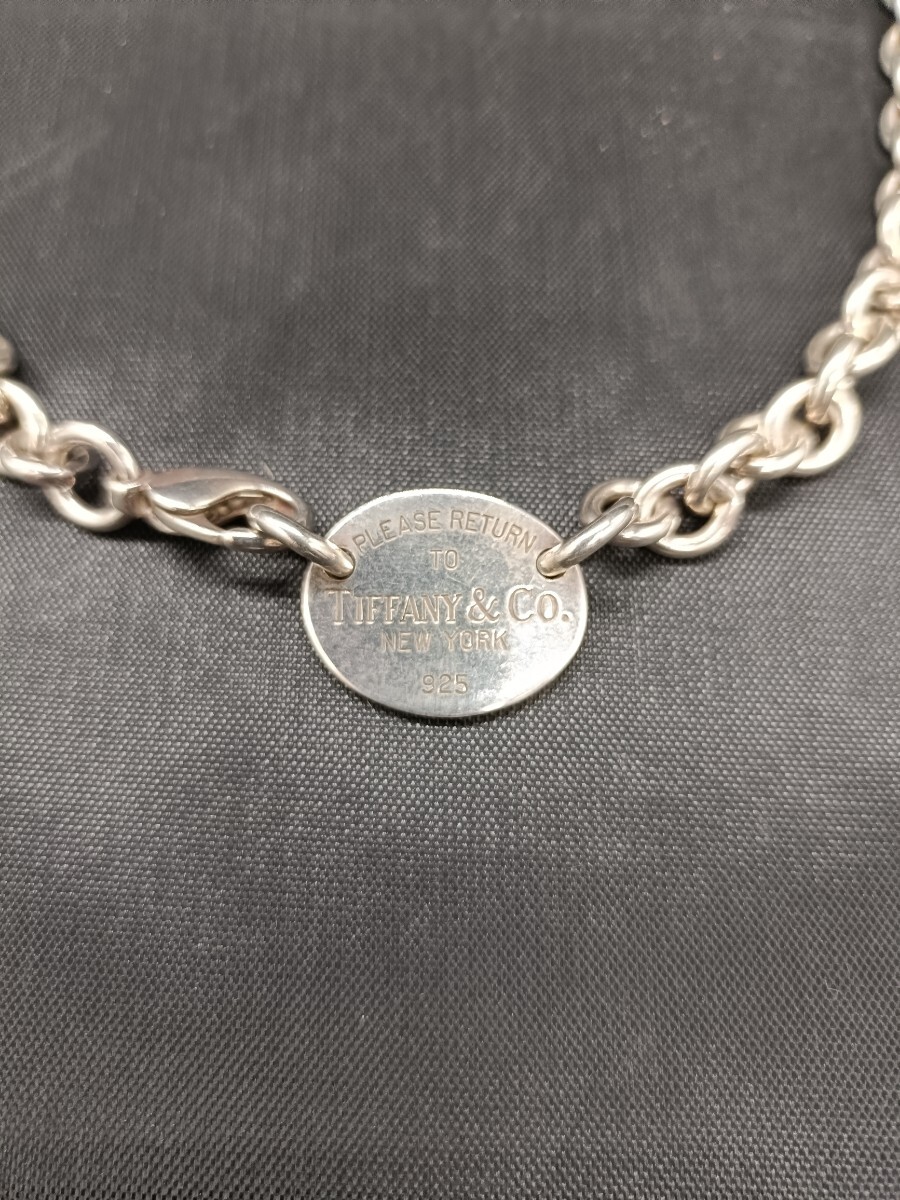 PLEASE RETURN
TO
TIFFANY & CO.
NEW YORK
925